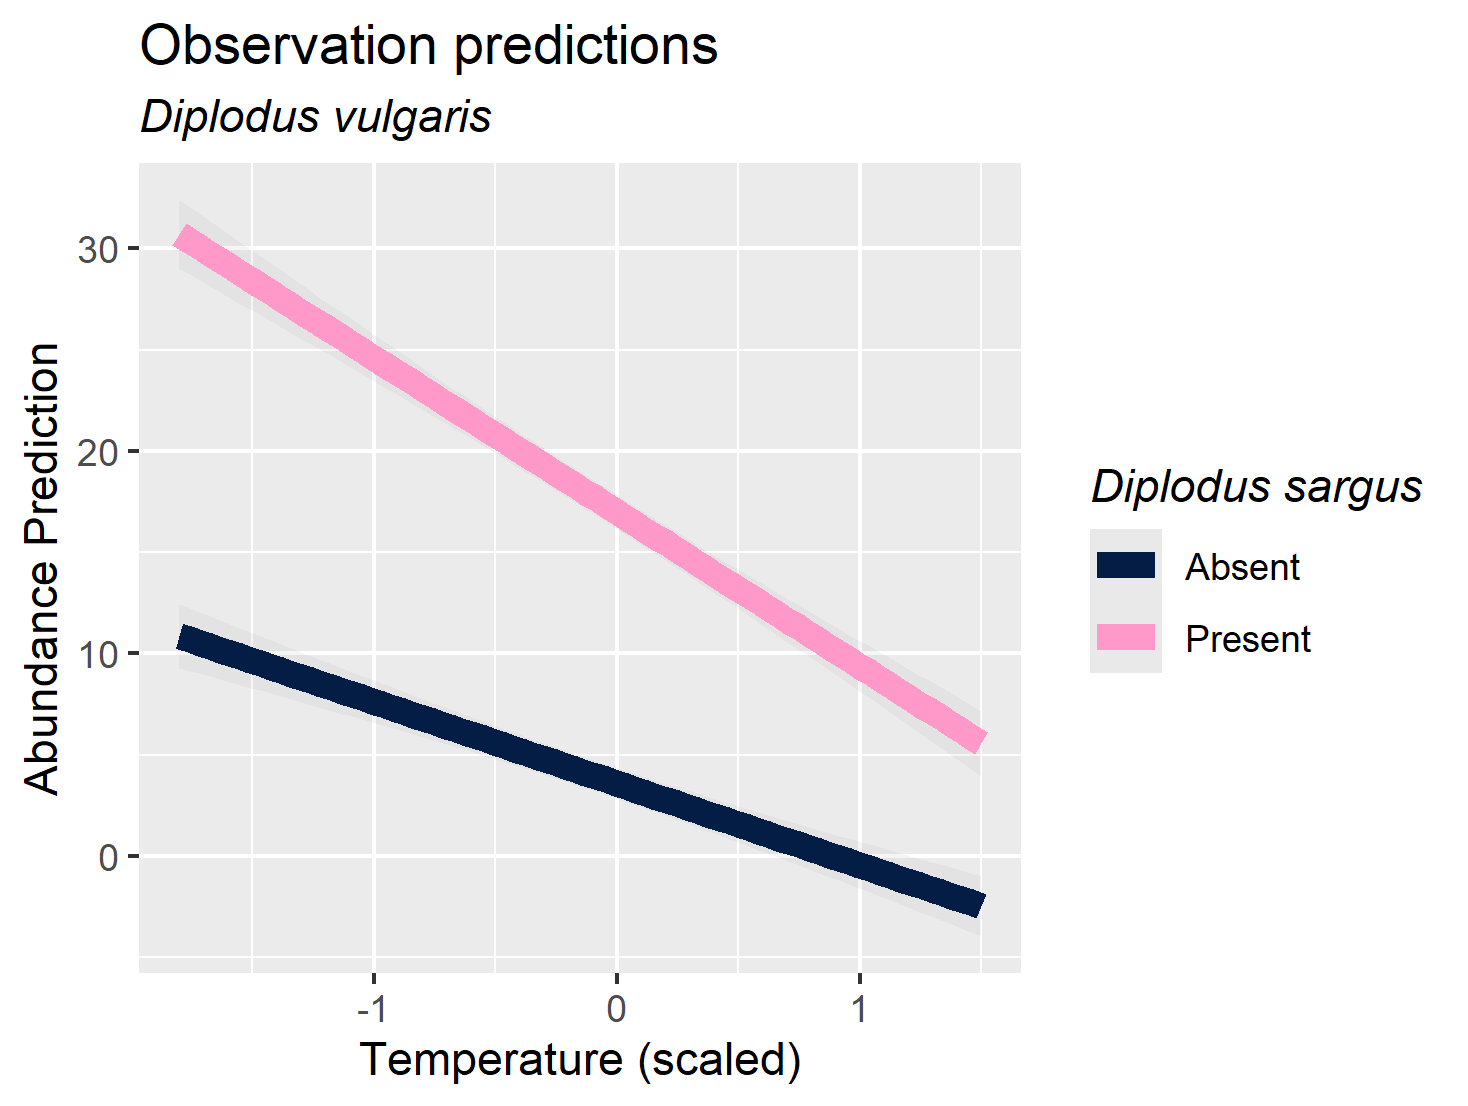 Observation predictions
Diplodus vulgaris
Abundance Prediction
30
20
10
0
-1
0
1
Temperature (scaled)
Diplodus sargus
Absent
Present